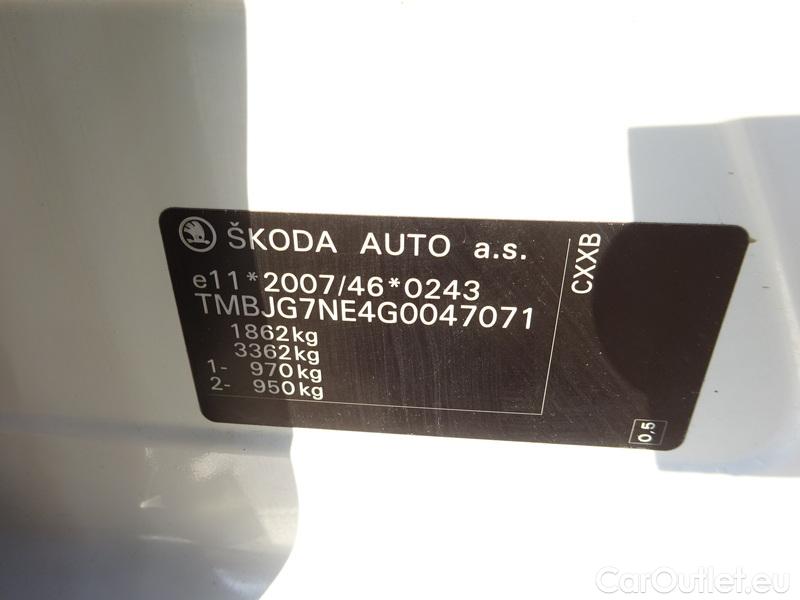 ŠKODA AUTO a.s.
e11*2007/46*0243
TMBJG7NE4G0047071
1862kg
3362kg
1- 970kg
2- 950kg
CXXB
0,5
CarOutlet.eu